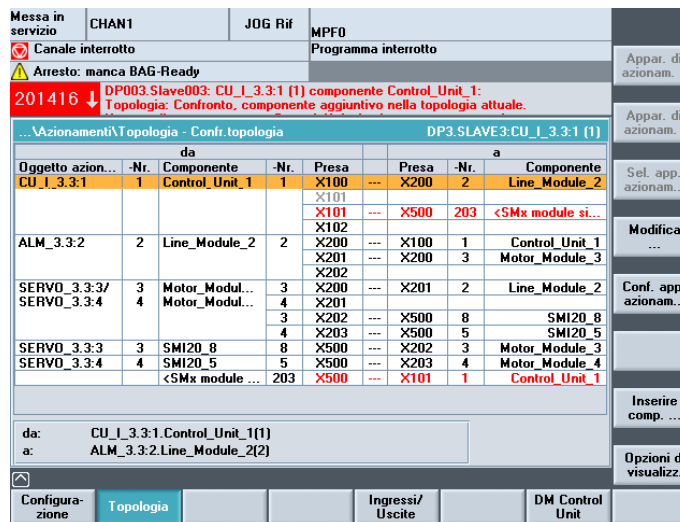 Messa in servizio CHAN1 JOG Rif MPF0
Canale interrotto Programma interrotto
Arresto: manca BAG-Ready
201416 DP003.Slave003: CU_I_3.3:1 (1) componente Control_Unit_1:
Topologia: Confronto, componente aggiuntivo nella topologia attuale.
...\Azionamenti\Topologia - Confr.topologia DP3.SLAVE3:CU_I_3.3:1 (1)
da a
Oggetto azion... -Nr. Componente -Nr. Presa Presa -Nr. Componente
CU_I_3.3:1 1 Control_Unit_1 1 X100 --- X200 2 Line_Module_2
X101
X101 --- X500 203 <SMx module si...
X102
ALM_3.3:2 2 Line_Module_2 2 X200 --- X100 1 Control_Unit_1
X201 --- X200 3 Motor_Module_3
X202
SERVO_3.3:3/ 3 Motor_Modul... 3 X200 --- X201 2 Line_Module_2
SERVO_3.3:4 4 Motor_Modul... 4 X201
3 X202 --- X500 8 SMI20_8
4 X203 --- X500 5 SMI20_5
SERVO_3.3:3 3 SMI20_8 8 X500 --- X202 3 Motor_Module_3
SERVO_3.3:4 4 SMI20_5 5 X500 --- X203 4 Motor_Module_4
<SMx module ... 203 X500 --- X101 1 Control_Unit_1
da: CU_I_3.3:1.Control_Unit_1(1)
a: ALM_3.3:2.Line_Module_2(2)
Appar. di
azionam.
Appar. di
azionam.
Sel. app.
azionam..
Modifica
...
Conf. app
azionam..
Inserire
comp. ...
Opzioni d
visualizz.
Configura-
zione
Topologia
Ingressi/
Uscite
DM Control
Unit